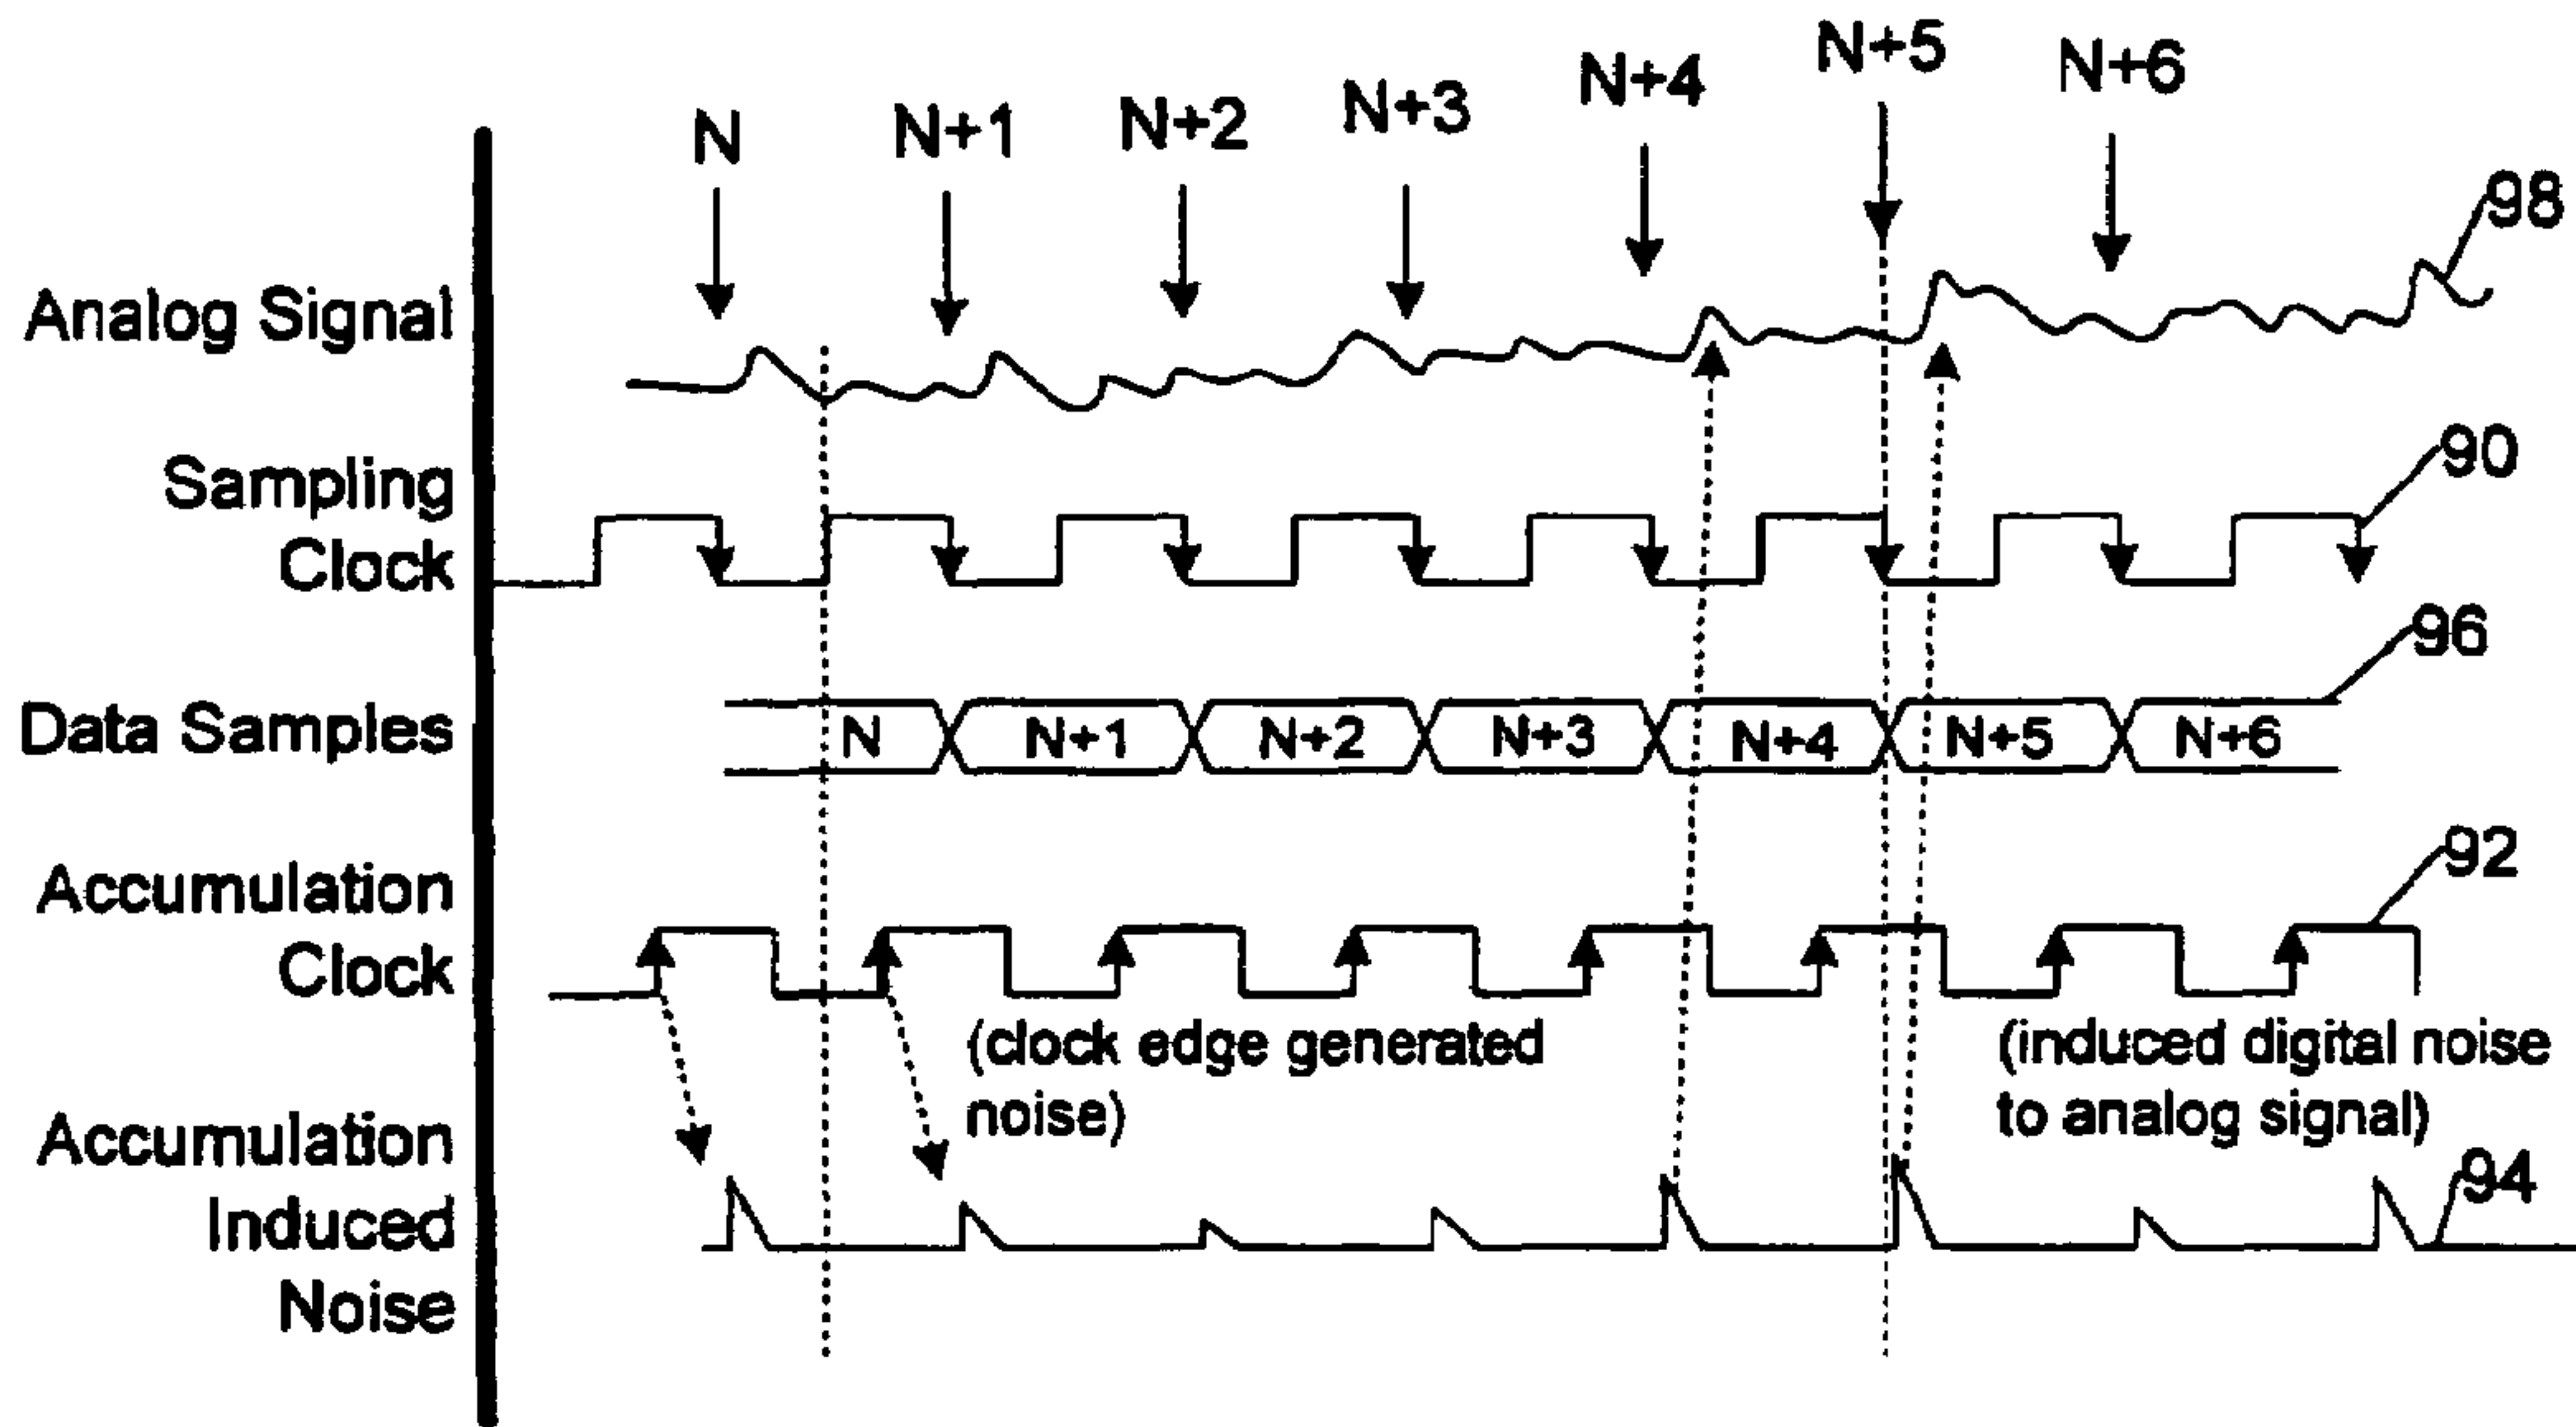 N
N+1
N+2
N+3
N+4
N+5
N+6
98
Analog Signal
Sampling
Clock
90
96
Data Samples
N
N+1
N+2
N+3
N+4
N+5
N+6
92
Accumulation
Clock
(clock edge generated
noise)
(induced digital noise
to analog signal)
Accumulation
Induced
Noise
94